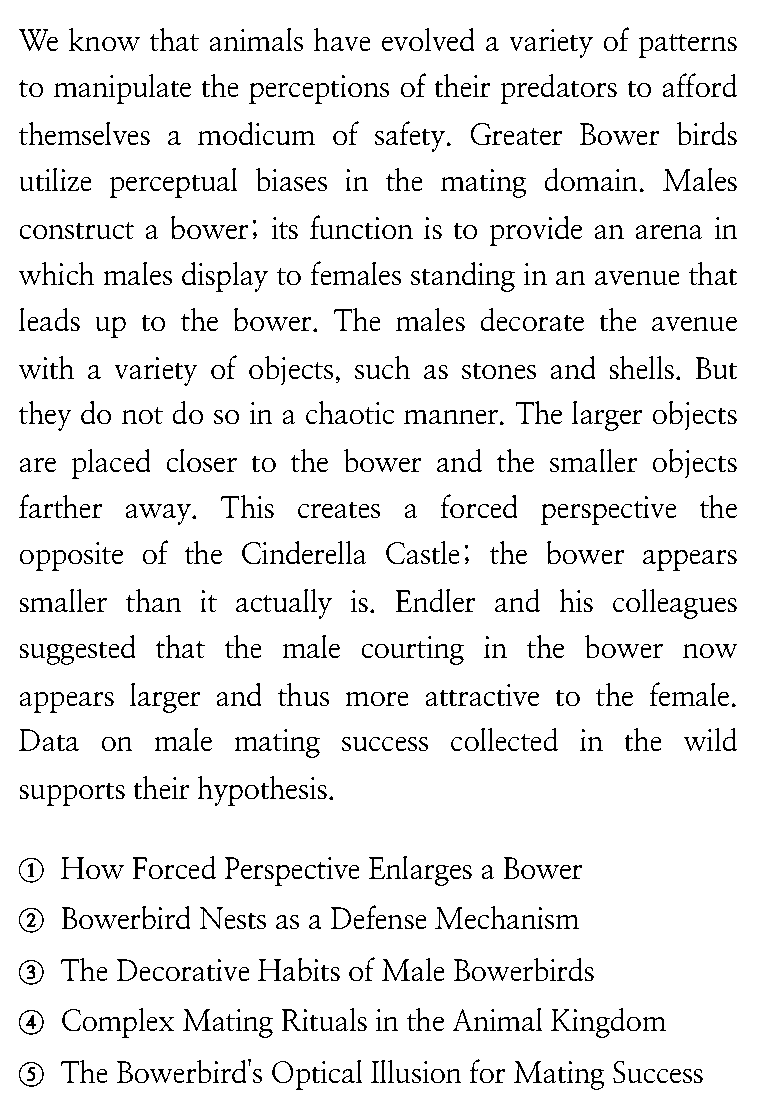 We know that animals have evolved a variety of patterns
to manipulate the perceptions of their predators to afford
themselves a modicum of safety. Greater Bower birds
utilize perceptual biases in the mating domain. Males
construct a bower; its function is to provide an arena in
which males display to females standing in an avenue that
leads up to the bower. The males decorate the avenue
with a variety of objects, such as stones and shells. But
they do not do so in a chaotic manner. The larger objects
are placed closer to the bower and the smaller objects
farther away. This creates a forced perspective the
opposite of the Cinderella Castle; the bower appears
smaller than it actually is. Endler and his colleagues
suggested that the male courting in the bower now
appears larger and thus more attractive to the female.
Data on male mating success collected in the wild
supports their hypothesis.
① How Forced Perspective Enlarges a Bower
② Bowerbird Nests as a Defense Mechanism
③ The Decorative Habits of Male Bowerbirds
④ Complex Mating Rituals in the Animal Kingdom
⑤ The Bowerbird's Optical Illusion for Mating Success